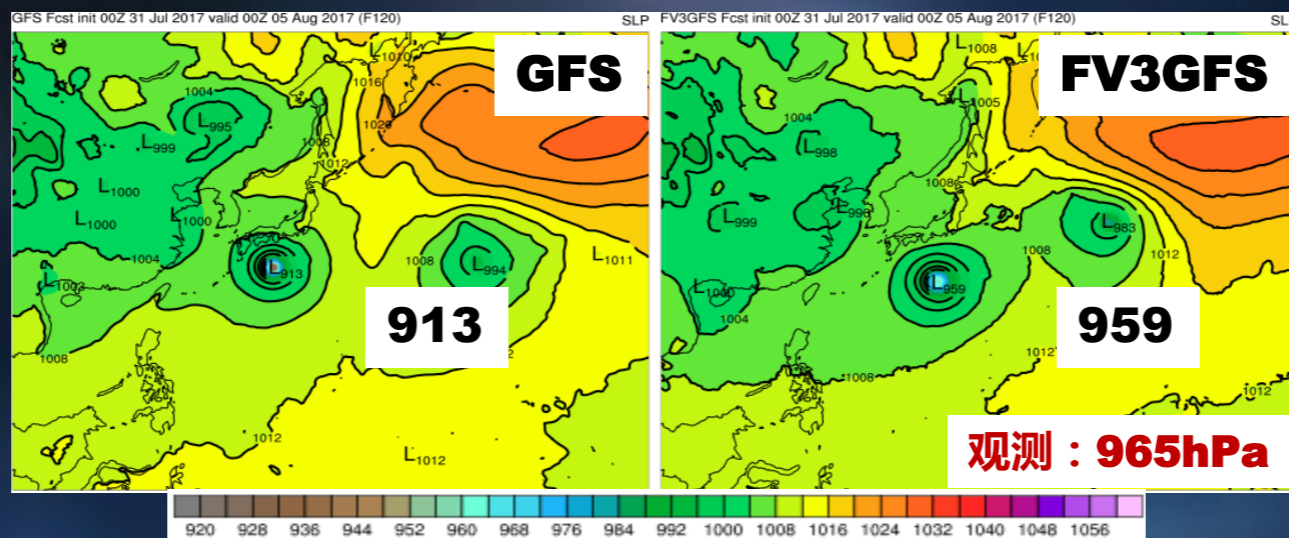 GFS Fcst init 00Z 31 Jul 2017 valid 00Z 05 Aug 2017 (F120) SLP
GFS
L1010
1016
1004
L995
1020
L999
1008
1012
L1000
L1000
L1000
1004
L913
1008
L994
L1011
913
1008
1012
L1012
FV3GFS Fcst init 00Z 31 Jul 2017 valid 00Z 05 Aug 2017 (F120) SL
FV3GFS
L1008
L1005
1004
L998
1008
L999
L983
1008
1012
L959
1004
959
1012
1008
1012
观测：965hPa
920 928 936 944 952 960 968 976 984 992 1000 1008 1016 1024 1032 1040 1048 1056